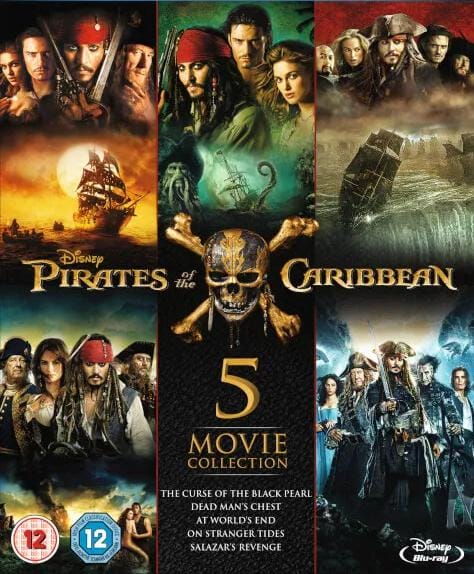 Disney
PIRATES of the CARIBBEAN
5
MOVIE
COLLECTION
THE CURSE OF THE BLACK PEARL
DEAD MAN'S CHEST
AT WORLD'S END
ON STRANGER TIDES
SALAZAR'S REVENGE
12
12
Disney
Blu-ray